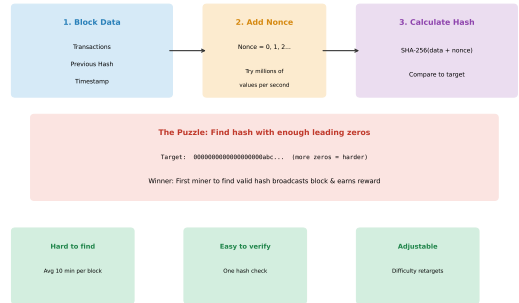 1. Block Data
Transactions
Previous Hash
Timestamp
2. Add Nonce
Nonce = 0, 1, 2...
Try millions of
values per second
3. Calculate Hash
SHA-256(data + nonce)
Compare to target
The Puzzle: Find hash with enough leading zeros
Target:  0000000000000000000abc...  (more zeros = harder)
Winner: First miner to find valid hash broadcasts block & earns reward
Hard to find
Avg 10 min per block
Easy to verify
One hash check
Adjustable
Difficulty retargets